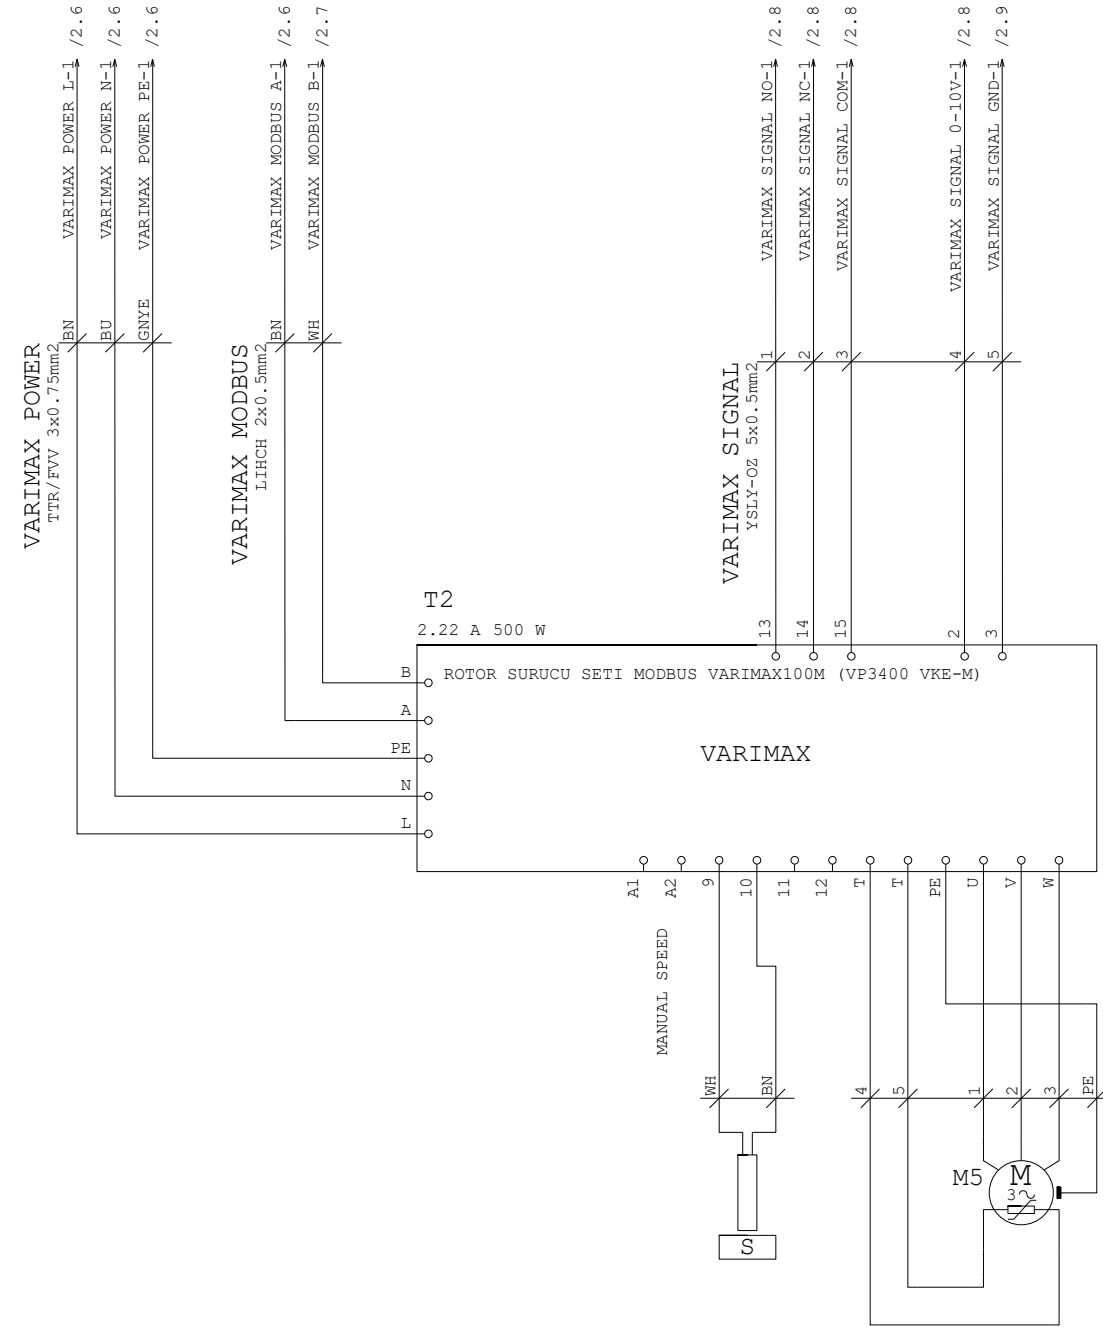 /2.6
/2.6
/2.6
/2.6
/2.7
/2.8
/2.8
/2.8
/2.8
/2.9
VARIMAX POWER L-1
VARIMAX POWER N-1
VARIMAX POWER PE-1
VARIMAX MODBUS A-1
VARIMAX MODBUS B-1
VARIMAX SIGNAL NO-1
VARIMAX SIGNAL NC-1
VARIMAX SIGNAL COM-1
VARIMAX SIGNAL 0-10V-1
VARIMAX SIGNAL GND-1
BN
BU
GNYE
BN
WH
1
2
3
4
5
VARIMAX POWER
TTR/FVV 3x0.75mm2
VARIMAX MODBUS
LIHCH 2x0.5mm2
VARIMAX SIGNAL
YSLY-OZ 5x0.5mm2
T2
2.22 A 500 W
13
14
15
2
3
B
ROTOR SURUCU SETI MODBUS VARIMAX100M (VP3400 VKE-M)
A
PE
VARIMAX
N
L
A1
A2
9
10
11
12
T
T
PE
U
V
W
MANUAL SPEED
WH
BN
4
5
1
2
3
PE
M5
M
3~
S